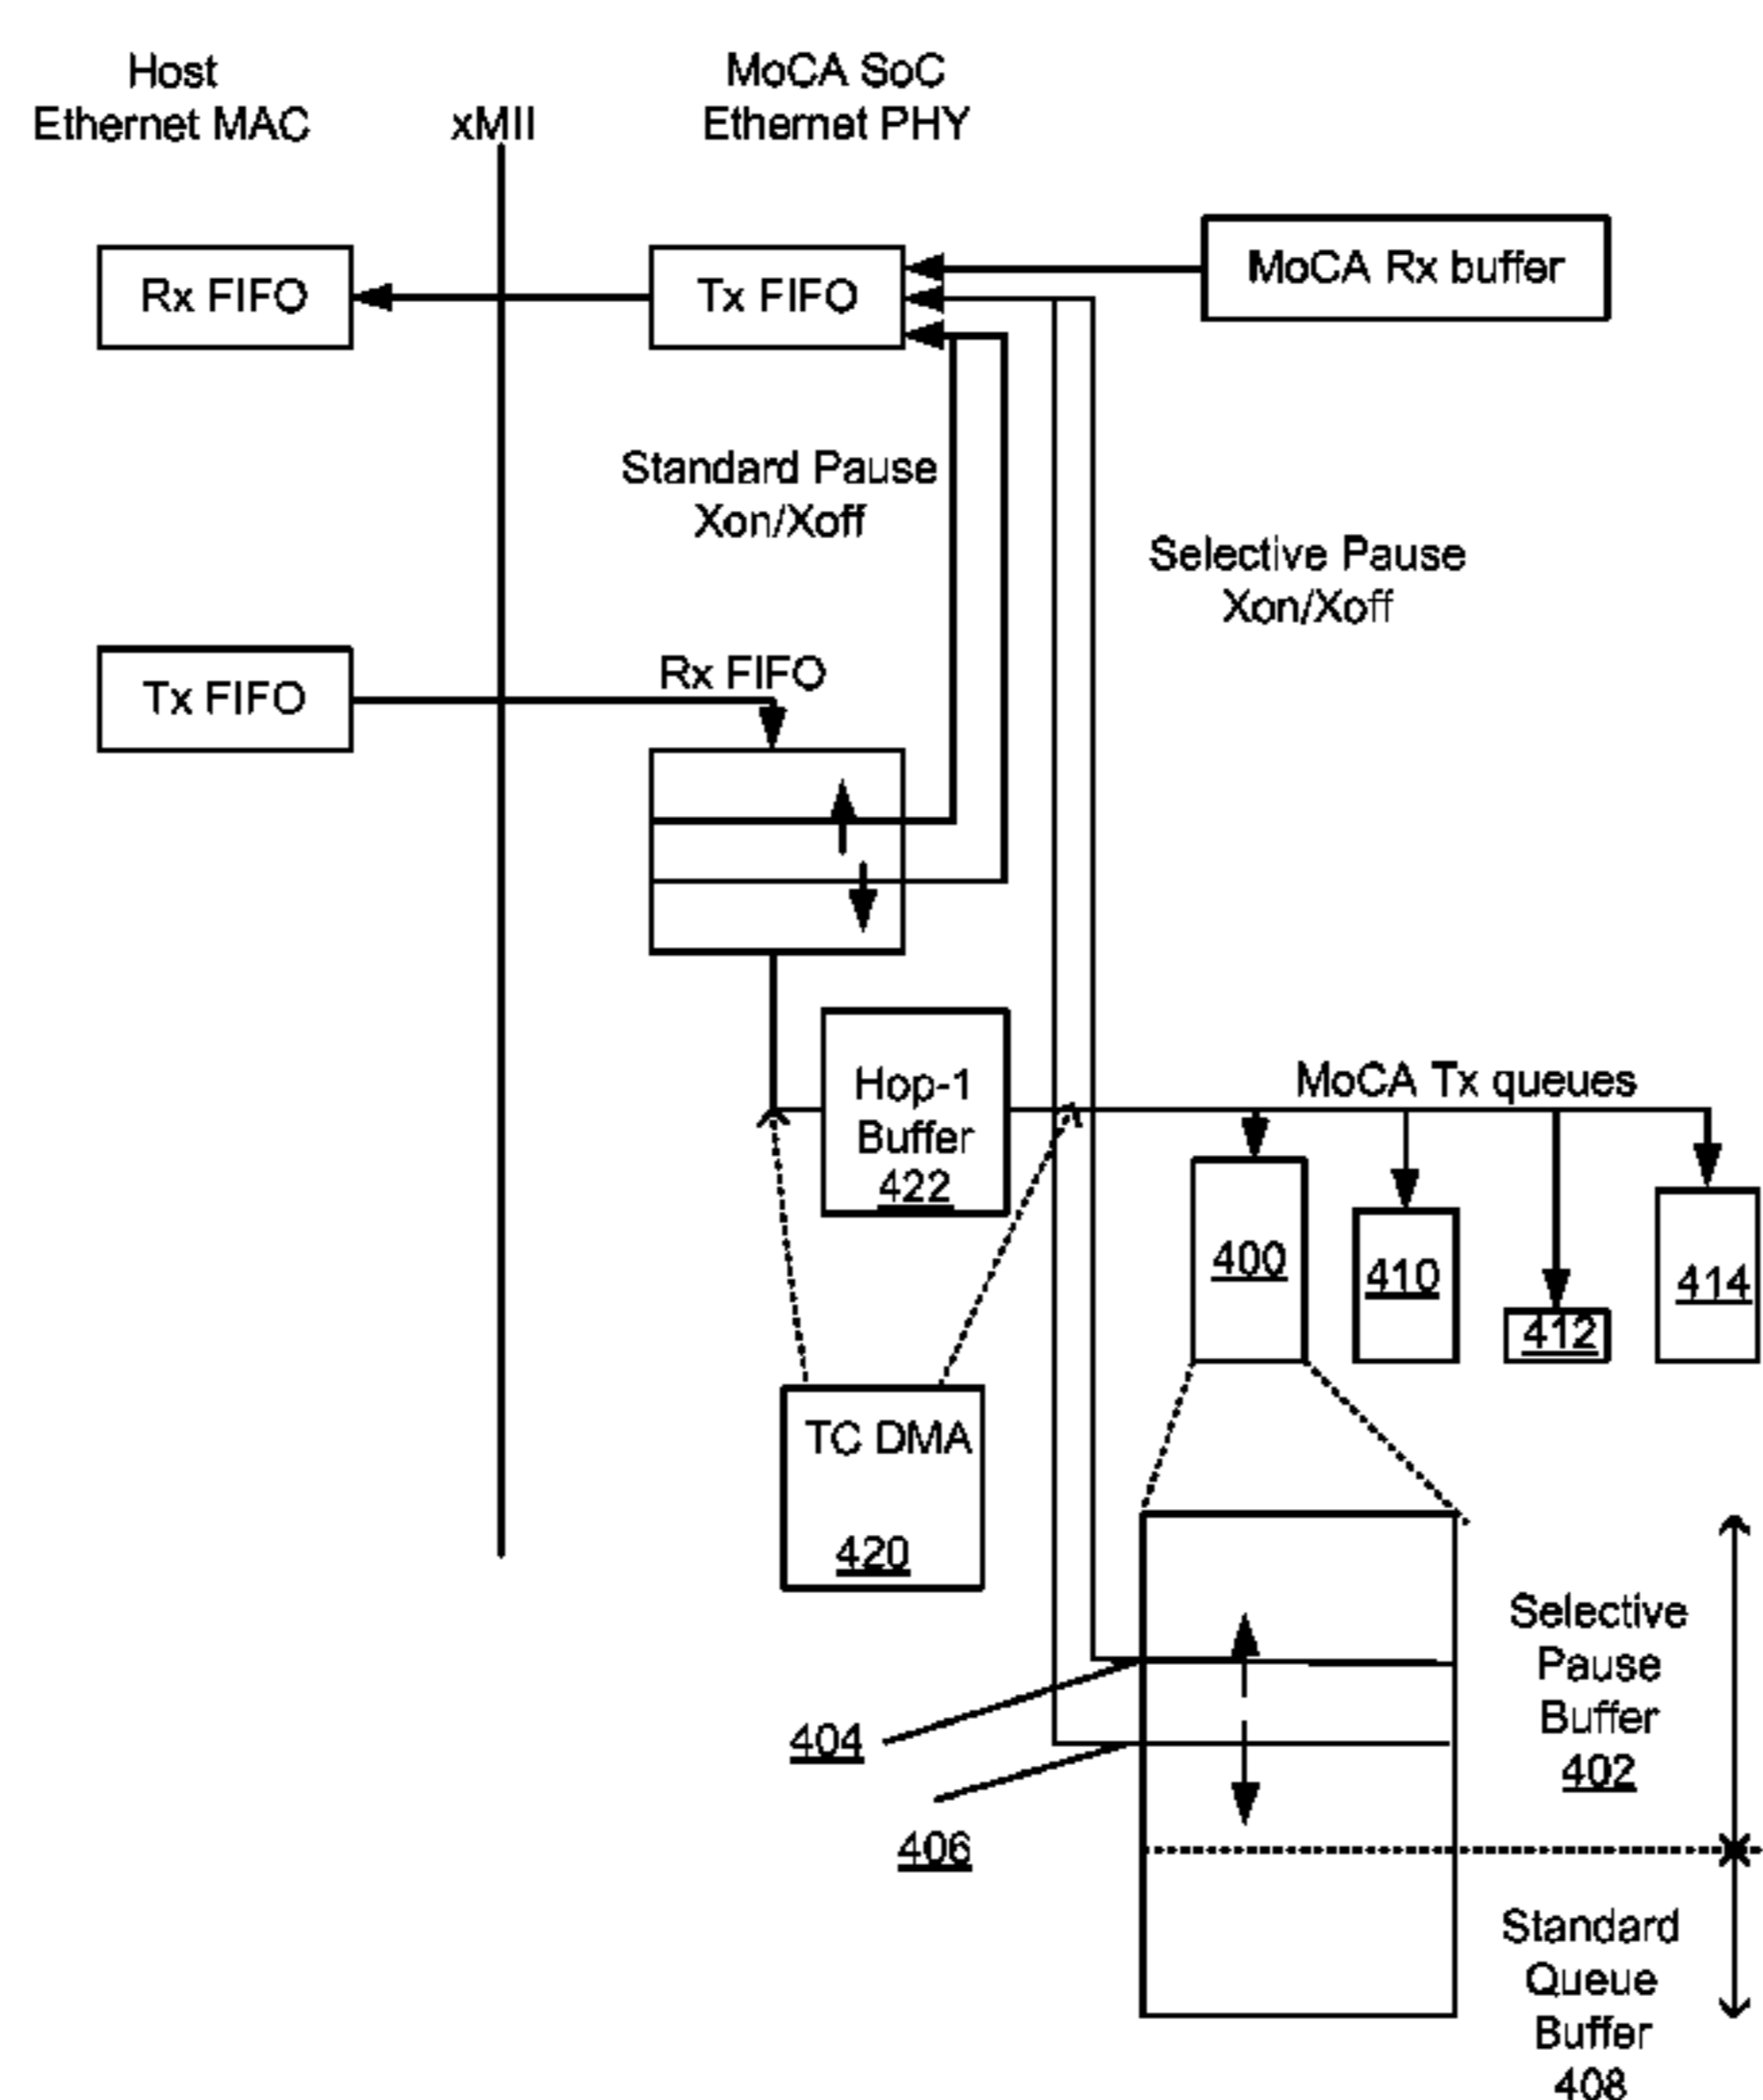 Host
Ethernet MAC
xMII
MoCA SoC
Ethernet PHY
Rx FIFO
Tx FIFO
MoCA Rx buffer
Standard Pause
Xon/Xoff
Selective Pause
Xon/Xoff
Tx FIFO
Rx FIFO
Hop-1
Buffer
422
MoCA Tx queues
400
410
412
414
TC DMA
420
404
406
Selective
Pause
Buffer
402
Standard
Queue
Buffer
408